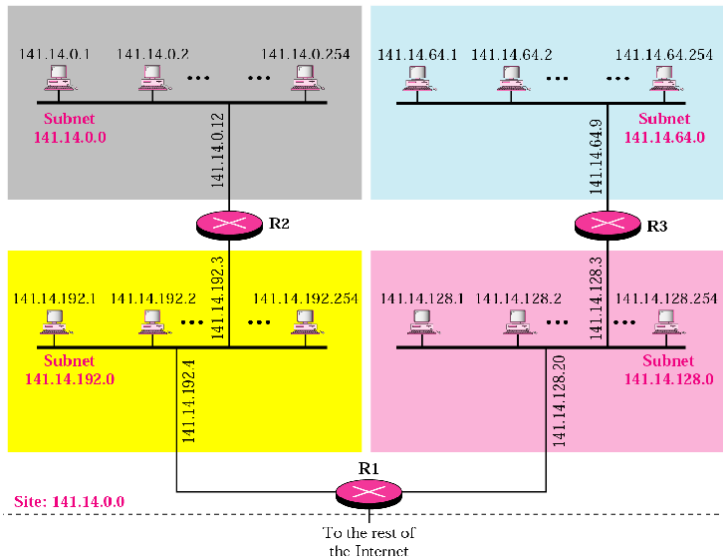 141.14.0.1
141.14.0.2
141.14.0.254
Subnet
141.14.0.0
141.14.0.12
R2
141.14.64.1
141.14.64.2
141.14.64.254
Subnet
141.14.64.0
141.14.64.9
R3
141.14.192.1
141.14.192.2
141.14.192.3
141.14.192.254
Subnet
141.14.192.0
141.14.192.4
141.14.128.1
141.14.128.2
141.14.128.3
141.14.128.254
Subnet
141.14.128.0
141.14.128.20
R1
Site: 141.14.0.0
To the rest of
the Internet